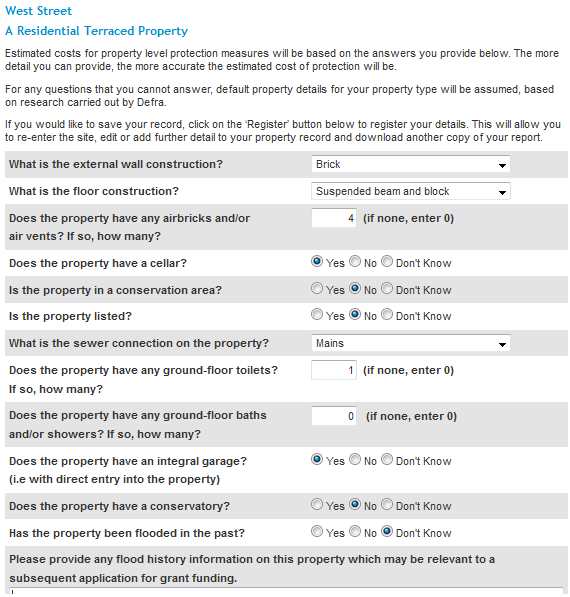 West Street
A Residential Terraced Property
Estimated costs for property level protection measures will be based on the answers you provide below. The more
detail you can provide, the more accurate the estimated cost of protection will be.
For any questions that you cannot answer, default property details for your property type will be assumed, based
on research carried out by Defra.
If you would like to save your record, click on the 'Register' button below to register your details. This will allow you
to re-enter the site, edit or add further detail to your property record and download another copy of your report.
What is the external wall construction? Brick
What is the floor construction? Suspended beam and block
Does the property have any airbricks and/or 4 (if none, enter 0)
air vents? If so, how many?
Does the property have a cellar? Yes No Don't Know
Is the property in a conservation area? Yes No Don't Know
Is the property listed? Yes No Don't Know
What is the sewer connection on the property? Mains
Does the property have any ground-floor toilets? 1 (if none, enter 0)
If so, how many?
Does the property have any ground-floor baths 0 (if none, enter 0)
and/or showers? If so, how many?
Does the property have an integral garage? Yes No Don't Know
(i.e with direct entry into the property)
Does the property have a conservatory? Yes No Don't Know
Has the property been flooded in the past? Yes No Don't Know
Please provide any flood history information on this property which may be relevant to a
subsequent application for grant funding.